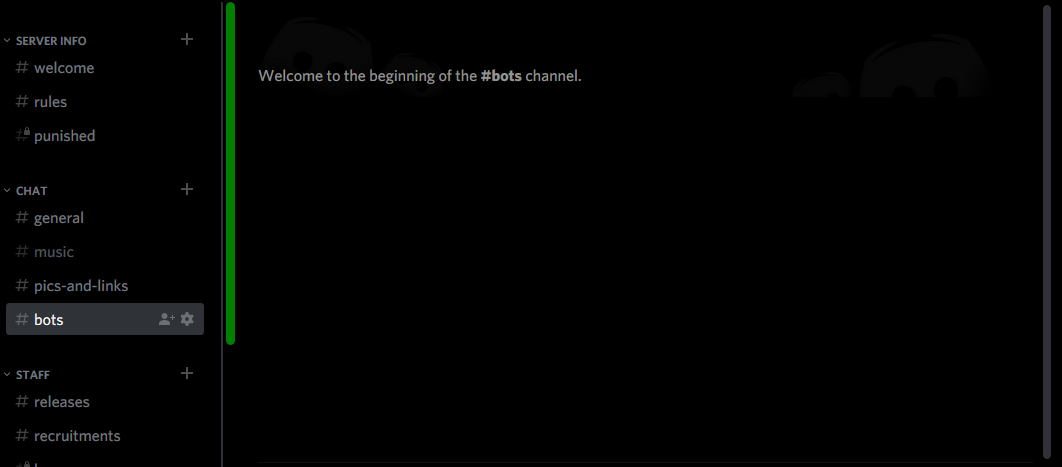 SERVER INFO
welcome
rules
punished
CHAT
general
music
pics-and-links
bots
STAFF
releases
recruitments
Welcome to the beginning of the #bots channel.